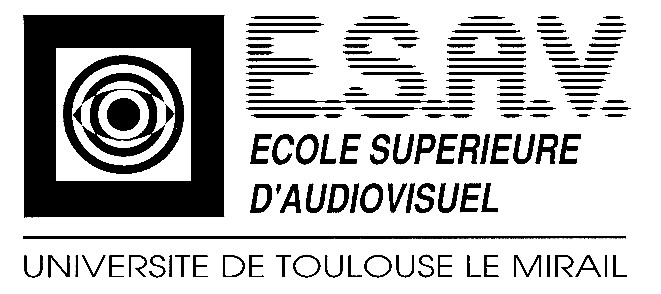 E.S.A.V.
ECOLE SUPERIEURE
D'AUDIOVISUEL
UNIVERSITE DE TOULOUSE LE MIRAIL